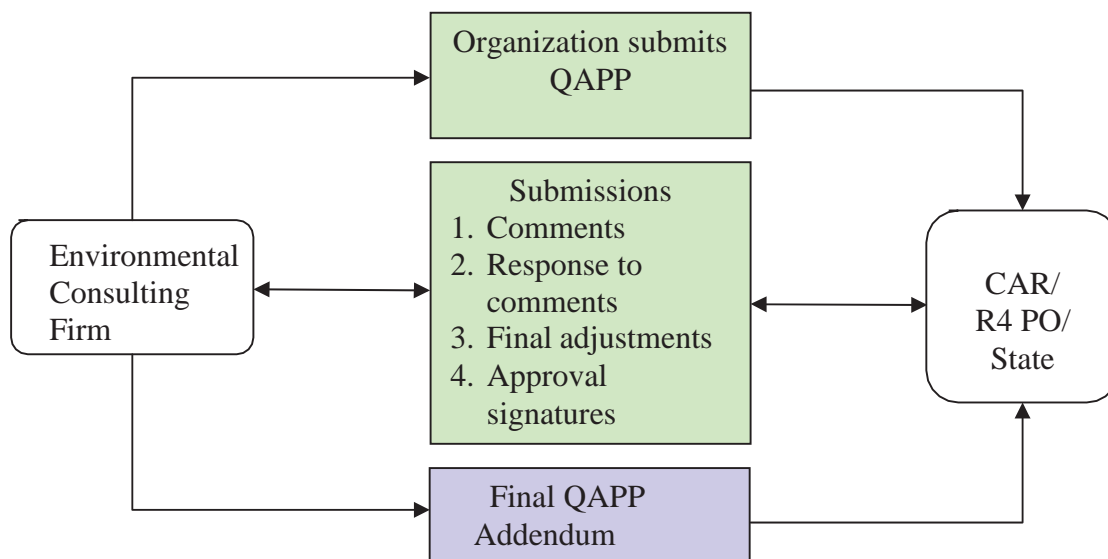 Organization submits
QAPP
Submissions
1. Comments
2. Response to
comments
3. Final adjustments
4. Approval
signatures
Environmental
Consulting
Firm
CAR/
R4 PO/
State
Final QAPP
Addendum